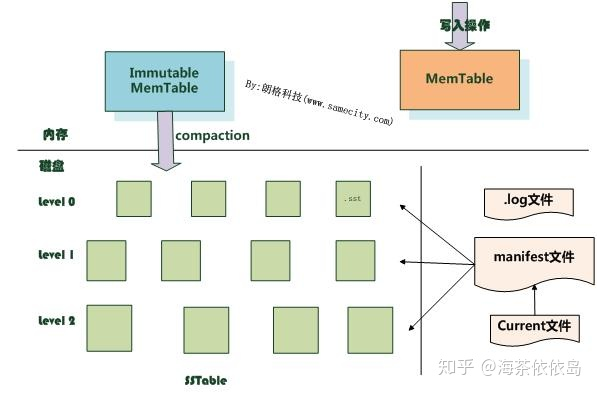 写入操作
Immutable
MemTable
MemTable
By:朗格科技(www.samecity.com)
compaction
内存
磁盘
Level 0
.sst
.log文件
Level 1
manifest文件
Level 2
Current文件
SSTable
知乎 @海茶依依岛